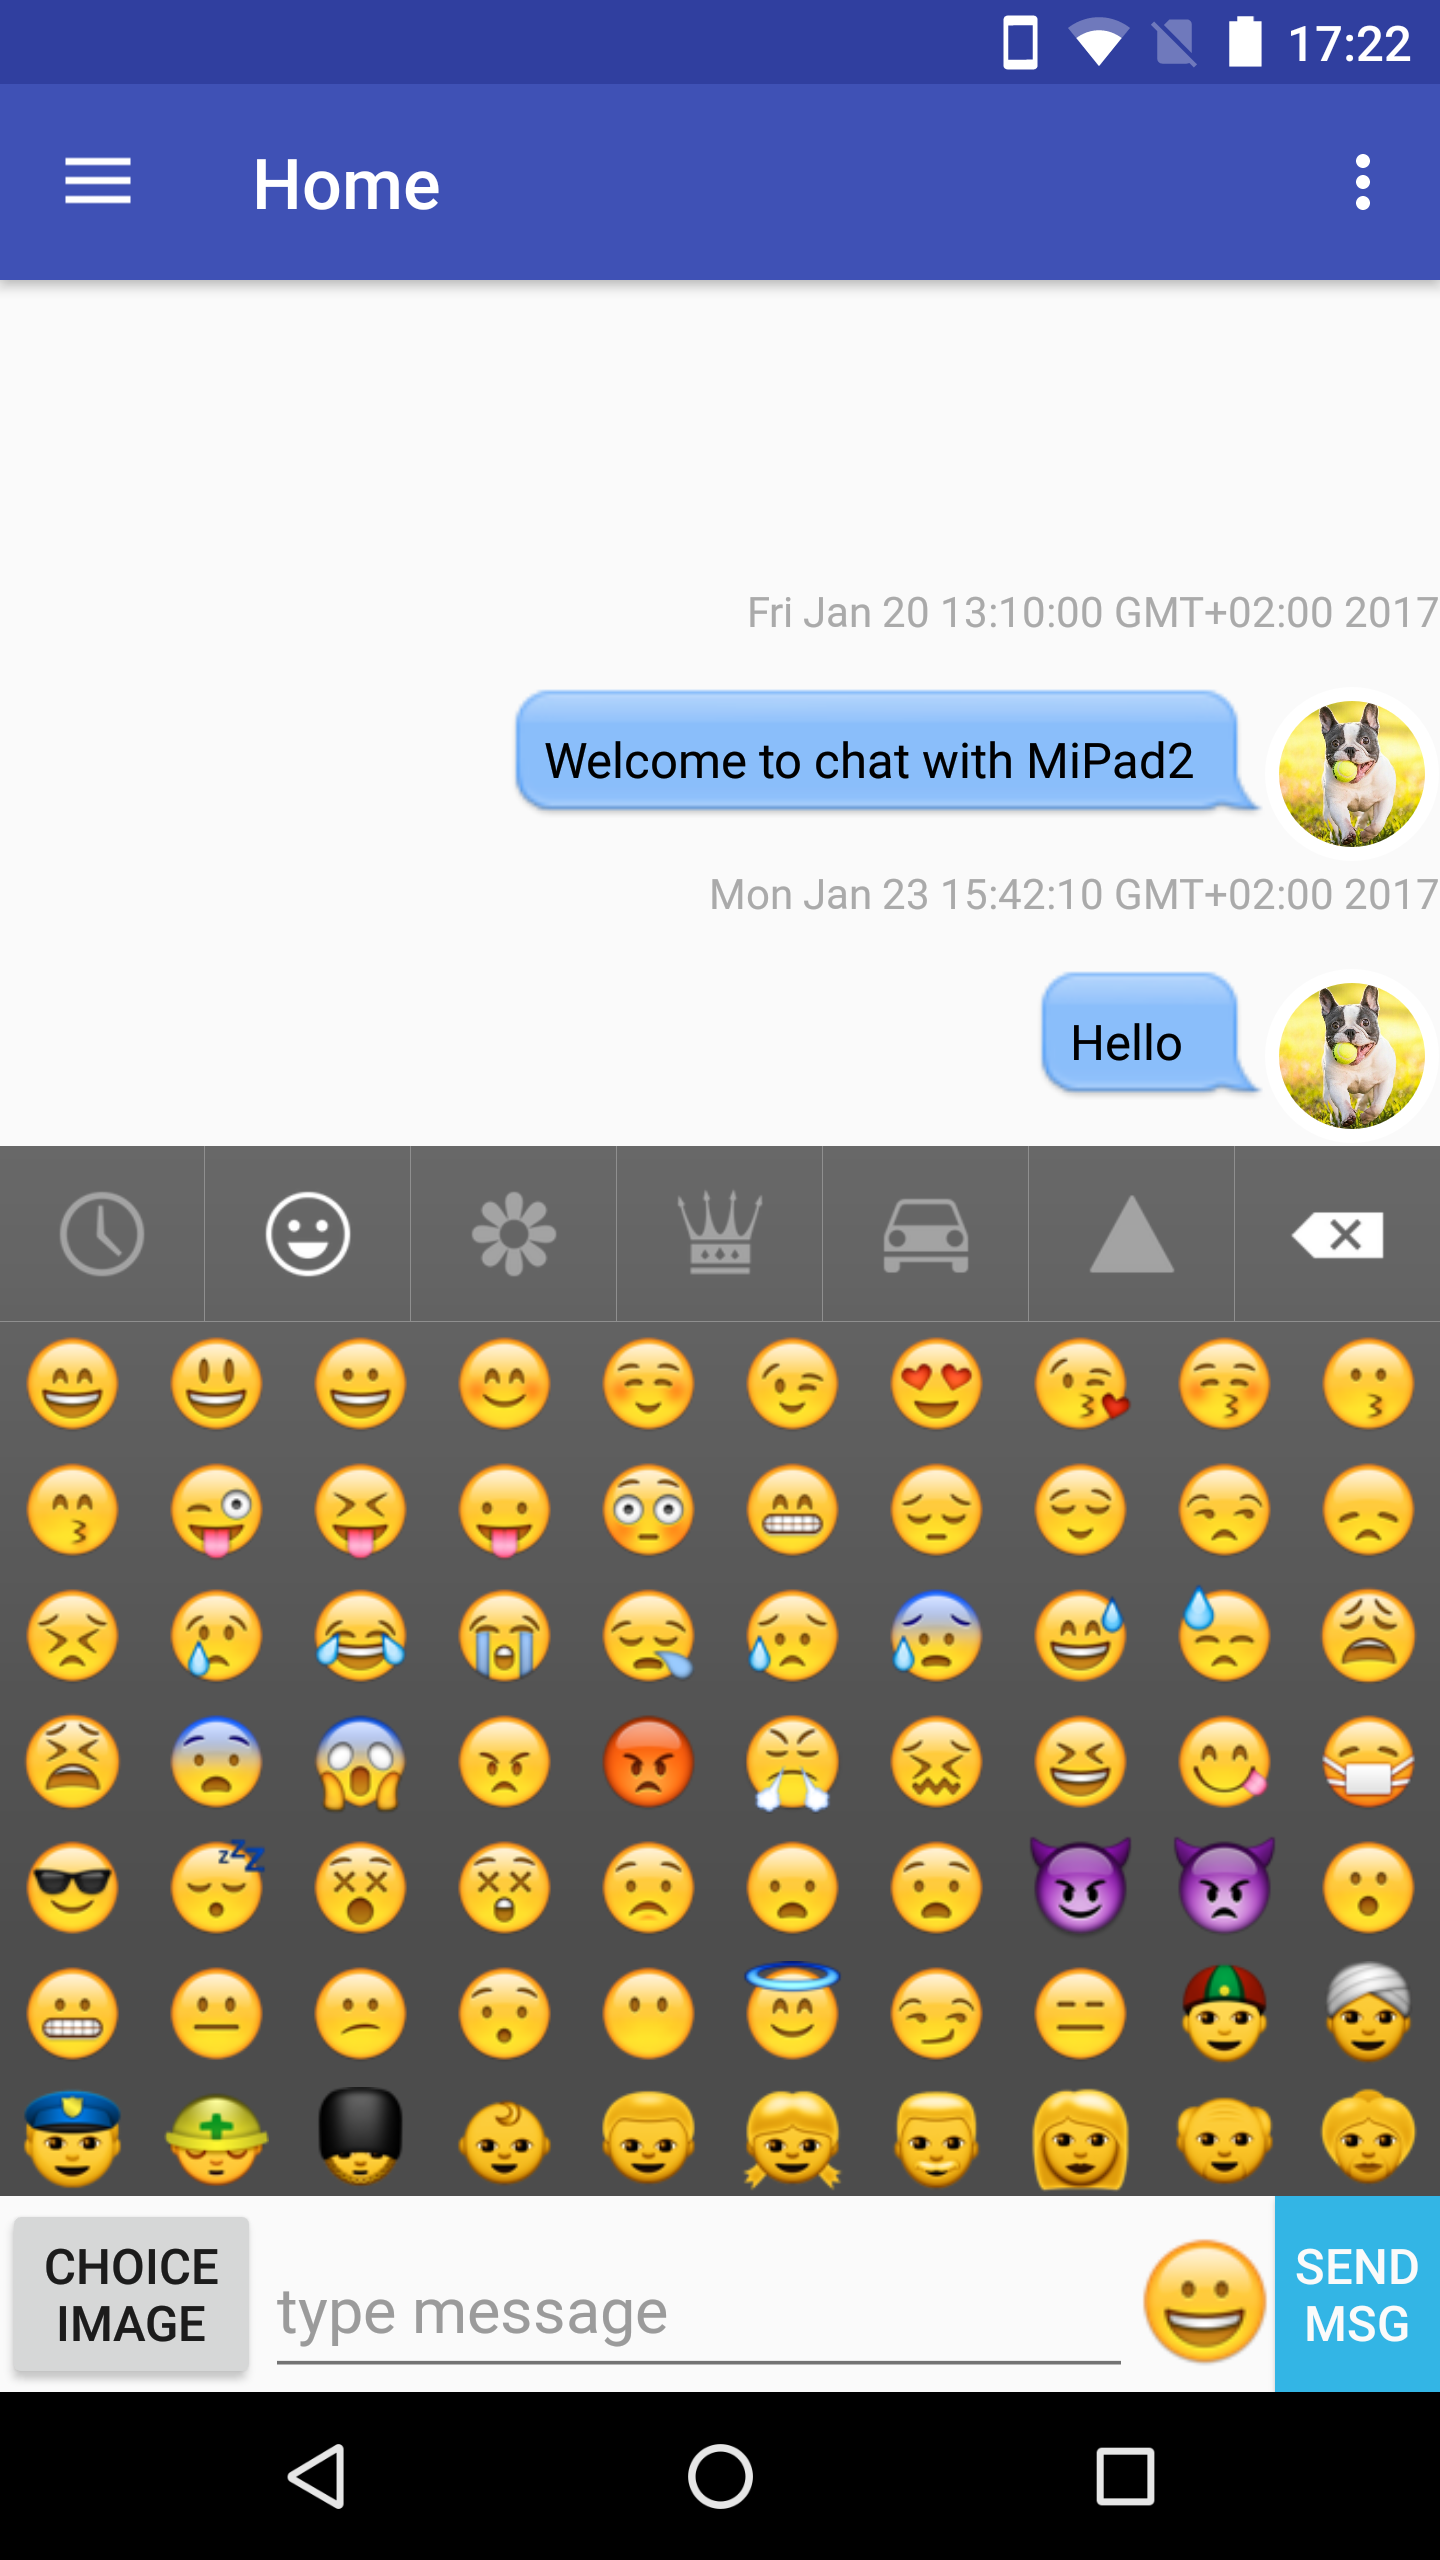 17:22
Home
Fri Jan 20 13:10:00 GMT+02:00 2017
Welcome to chat with MiPad2
Mon Jan 23 15:42:10 GMT+02:00 2017
Hello
CHOICE
IMAGE
type message
SEND
MSG